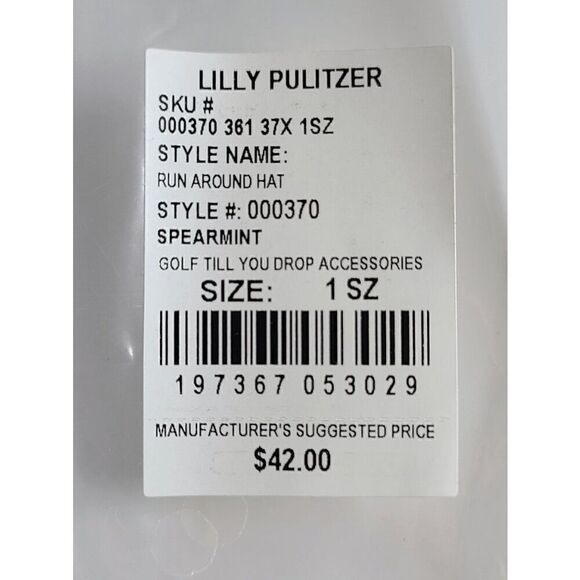 LILLY PULITZER
SKU #
000370 361 37X 1SZ
STYLE NAME:
RUN AROUND HAT
STYLE #: 000370
SPEARMINT
GOLF TILL YOU DROP ACCESSORIES
SIZE: 1 SZ
197367 053029
MANUFACTURER'S SUGGESTED PRICE
$42.00